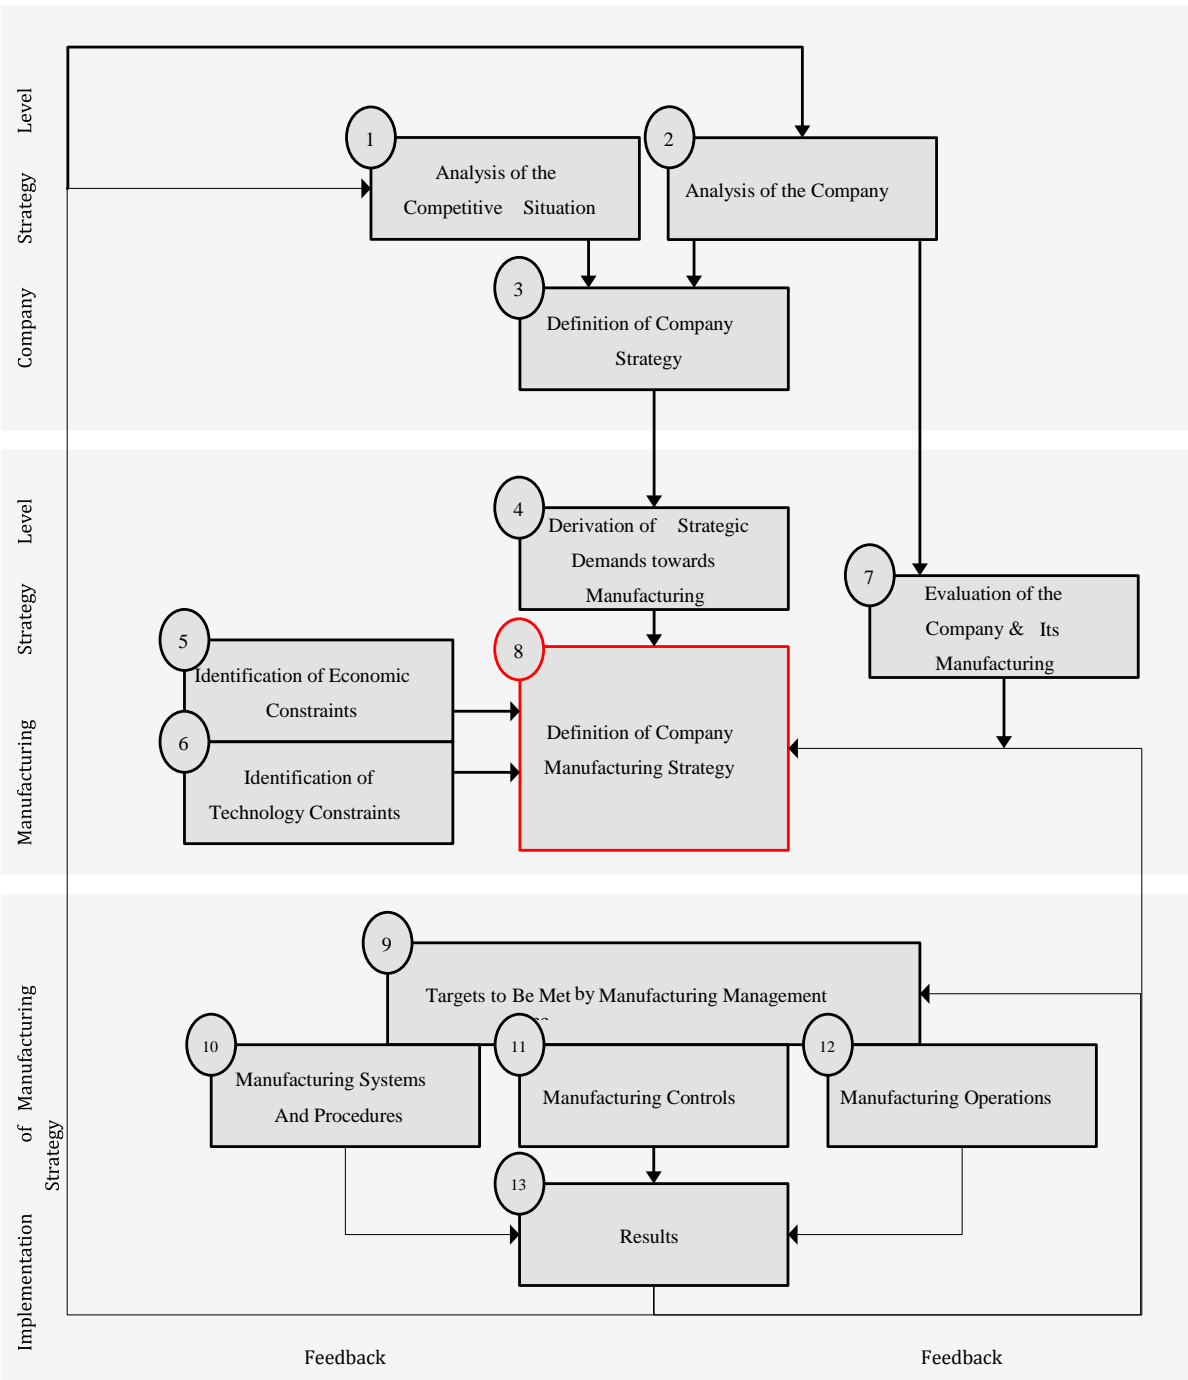 Company Strategy Level
1
Analysis of the
Competitive Situation
2
Analysis of the Company
3
Definition of Company
Strategy
Manufacturing Strategy Level
4
Derivation of Strategic
Demands towards
Manufacturing
5
Identification of Economic
Constraints
6
Identification of
Technology Constraints
7
Evaluation of the
Company & Its
Manufacturing
8
Definition of Company
Manufacturing Strategy
Implementation of Manufacturing
Strategy
9
Targets to Be Met by Manufacturing Management
10
Manufacturing Systems
And Procedures
11
Manufacturing Controls
12
Manufacturing Operations
13
Results
Feedback
Feedback